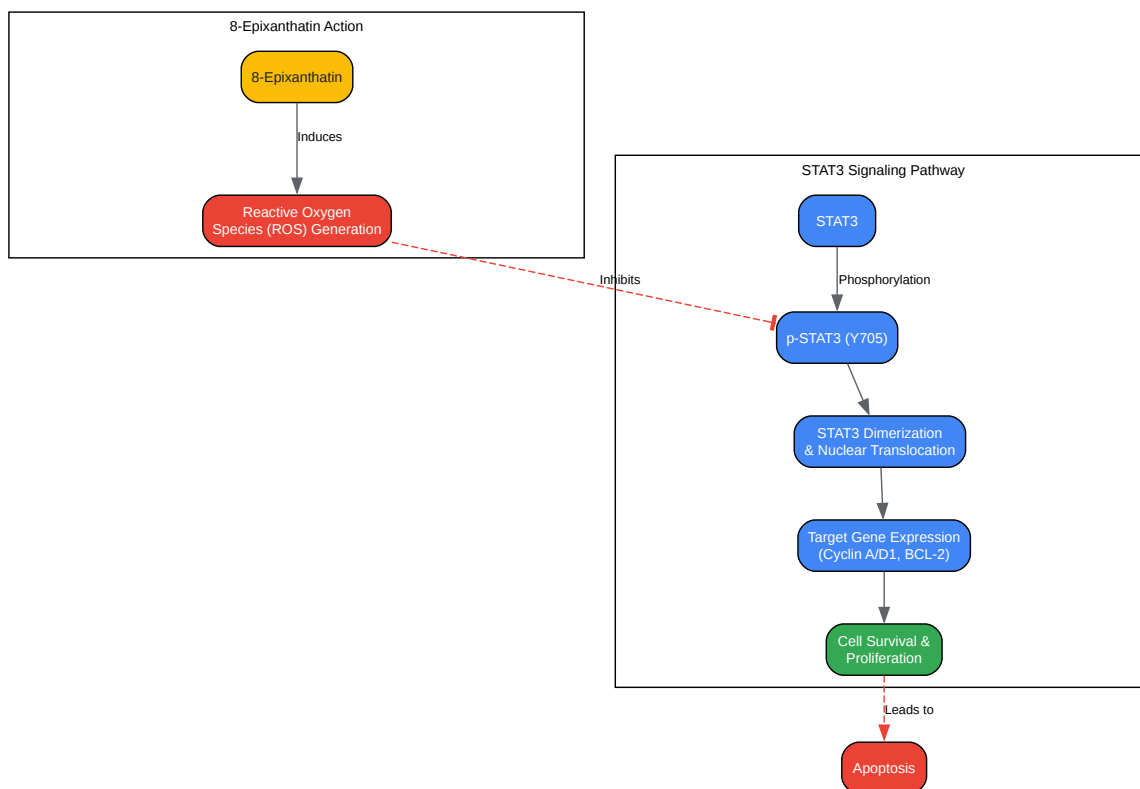 8-Epixanthatin Action
8-Epixanthatin
Induces
Reactive Oxygen
Species (ROS) Generation
Inhibits
STAT3 Signaling Pathway
STAT3
Phosphorylation
p-STAT3 (Y705)
STAT3 Dimerization
& Nuclear Translocation
Target Gene Expression
(Cyclin A/D1, BCL-2)
Cell Survival &
Proliferation
Leads to
Apoptosis